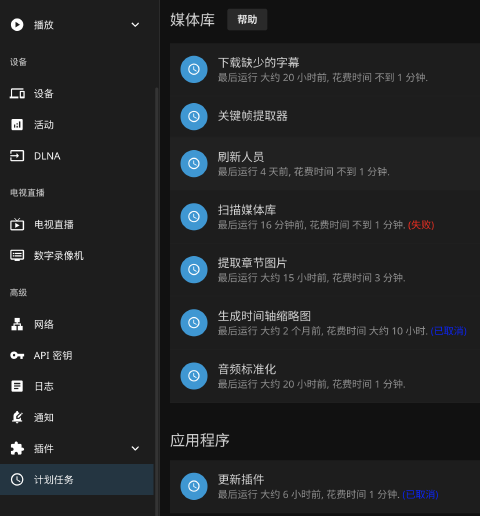 播放
设备
设备
活动
DLNA
电视直播
电视直播
数字录像机
高级
网络
API 密钥
日志
通知
插件
计划任务
媒体库
帮助
下载缺少的字幕
最后运行 大约 20 小时前, 花费时间 不到 1 分钟.
关键帧提取器
刷新人员
最后运行 4 天前, 花费时间 不到 1 分钟.
扫描媒体库
最后运行 16 分钟前, 花费时间 不到 1 分钟. (失败)
提取章节图片
最后运行 大约 15 小时前, 花费时间 3 分钟.
生成时间轴缩略图
最后运行 大约 2 个月前, 花费时间 大约 10 小时. (已取消)
音频标准化
最后运行 大约 20 小时前, 花费时间 1 分钟.
应用程序
更新插件
最后运行 大约 6 小时前, 花费时间 1 分钟. (已取消)